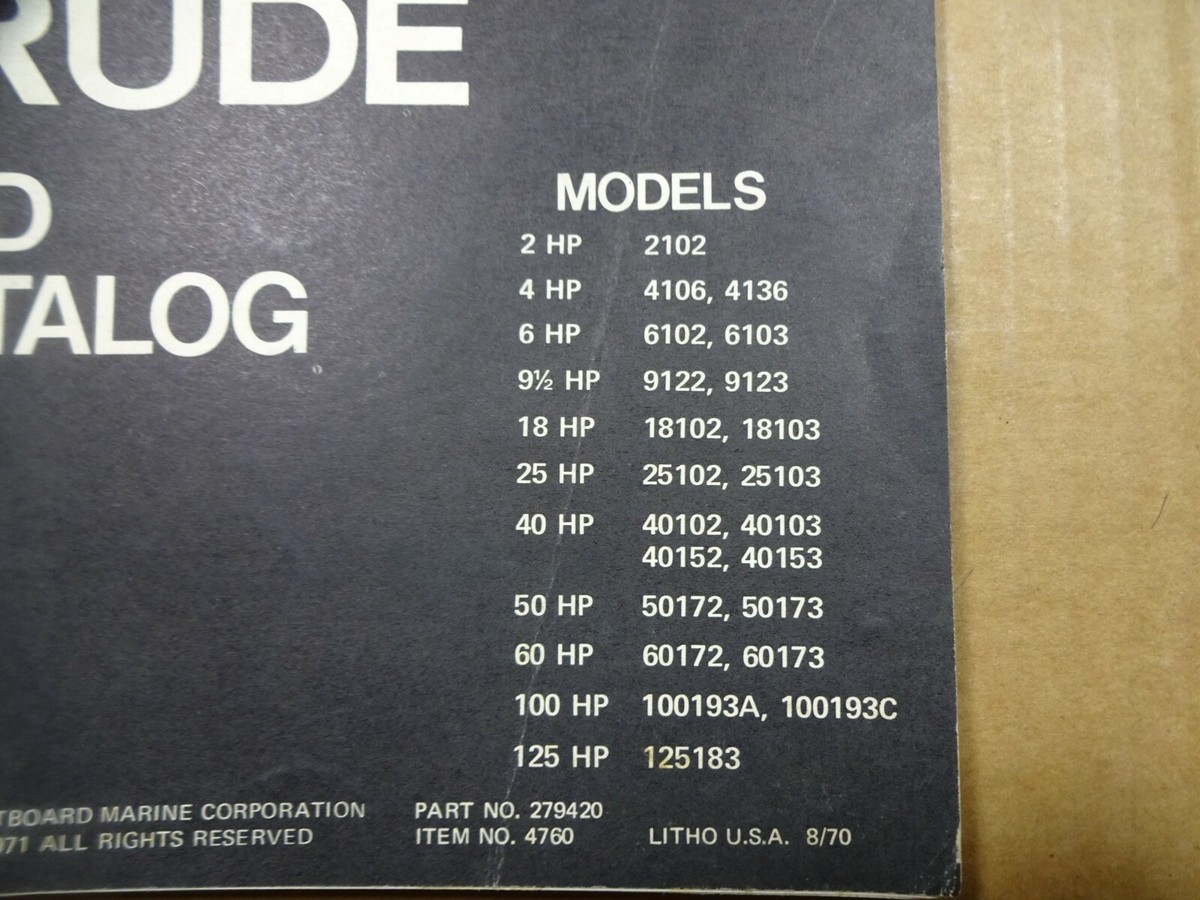 RUDE
D
TALOG
MODELS
2 HP 2102
4 HP 4106, 4136
6 HP 6102, 6103
9½ HP 9122, 9123
18 HP 18102, 18103
25 HP 25102, 25103
40 HP 40102, 40103
40152, 40153
50 HP 50172, 50173
60 HP 60172, 60173
100 HP 100193A, 100193C
125 HP 125183
TBOARD MARINE CORPORATION PART NO. 279420
971 ALL RIGHTS RESERVED ITEM NO. 4760 LITHO U.S.A. 8/70